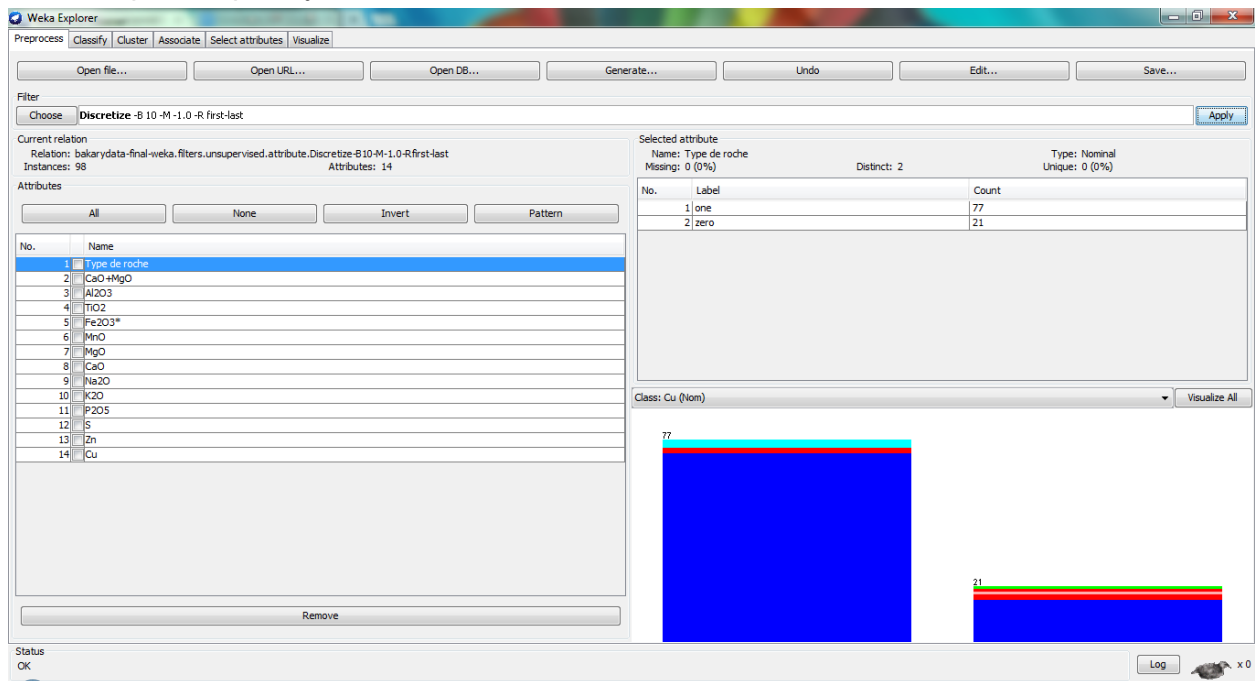 Weka Explorer
Preprocess Classify Cluster Associate Select attributes Visualize
Open file... Open URL... Open DB... Generate... Undo Edit... Save...
Filter
Choose Discretize -B 10 -M -1.0 -R first-last Apply
Current relation
Relation: bakarydata-final-weka.filters.unsupervised.attribute.Discretize-B10-M-1.0-Rfirst-last
Instances: 98 Attributes: 14
Attributes
All None Invert Pattern
No. Name
1 Type de roche
2 CaO+MgO
3 Al2O3
4 TiO2
5 Fe2O3*
6 MnO
7 MgO
8 CaO
9 Na2O
10 K2O
11 P2O5
12 S
13 Zn
14 Cu
Remove
Selected attribute
Name: Type de roche Type: Nominal
Missing: 0 (0%) Distinct: 2 Unique: 0 (0%)
No. Label Count
1 one 77
2 zero 21
Class: Cu (Nom) Visualize All
77
21
Status
OK
Log x 0